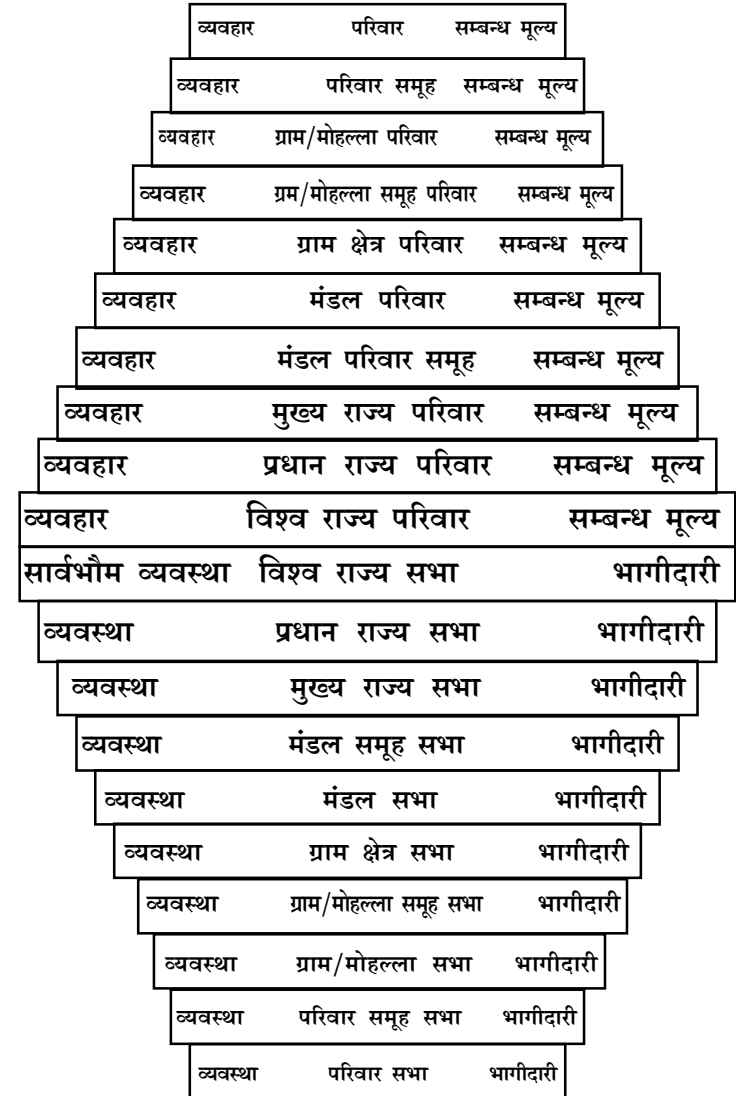 व्यवहार परिवार सम्बन्ध मूल्य
व्यवहार परिवार समूह सम्बन्ध मूल्य
व्यवहार ग्राम/मोहल्ला परिवार सम्बन्ध मूल्य
व्यवहार ग्रम/मोहल्ला समूह परिवार सम्बन्ध मूल्य
व्यवहार ग्राम क्षेत्र परिवार सम्बन्ध मूल्य
व्यवहार मंडल परिवार सम्बन्ध मूल्य
व्यवहार मंडल परिवार समूह सम्बन्ध मूल्य
व्यवहार मुख्य राज्य परिवार सम्बन्ध मूल्य
व्यवहार प्रधान राज्य परिवार सम्बन्ध मूल्य
व्यवहार विश्व राज्य परिवार सम्बन्ध मूल्य
सार्वभौम व्यवस्था विश्व राज्य सभा भागीदारी
व्यवस्था प्रधान राज्य सभा भागीदारी
व्यवस्था मुख्य राज्य सभा भागीदारी
व्यवस्था मंडल समूह सभा भागीदारी
व्यवस्था मंडल सभा भागीदारी
व्यवस्था ग्राम क्षेत्र सभा भागीदारी
व्यवस्था ग्राम/मोहल्ला समूह सभा भागीदारी
व्यवस्था ग्राम/मोहल्ला सभा भागीदारी
व्यवस्था परिवार समूह सभा भागीदारी
व्यवस्था परिवार सभा भागीदारी